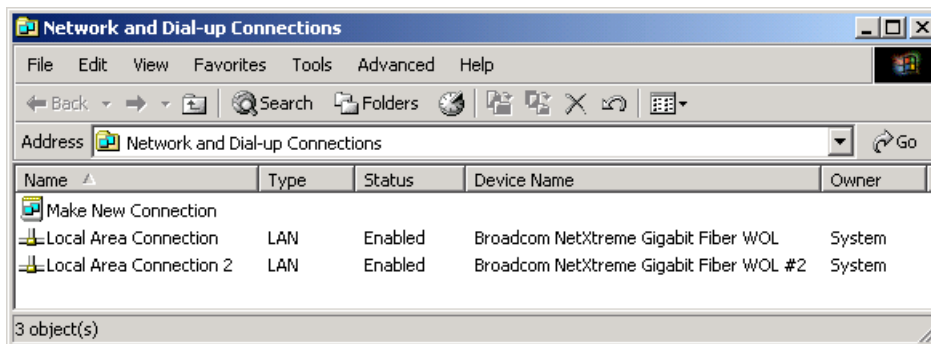 Network and Dial-up Connections
File Edit View Favorites Tools Advanced Help
Back Search Folders
Address Network and Dial-up Connections Go
Name Type Status Device Name Owner
Make New Connection
Local Area Connection LAN Enabled Broadcom NetXtreme Gigabit Fiber WOL System
Local Area Connection 2 LAN Enabled Broadcom NetXtreme Gigabit Fiber WOL #2 System
3 object(s)